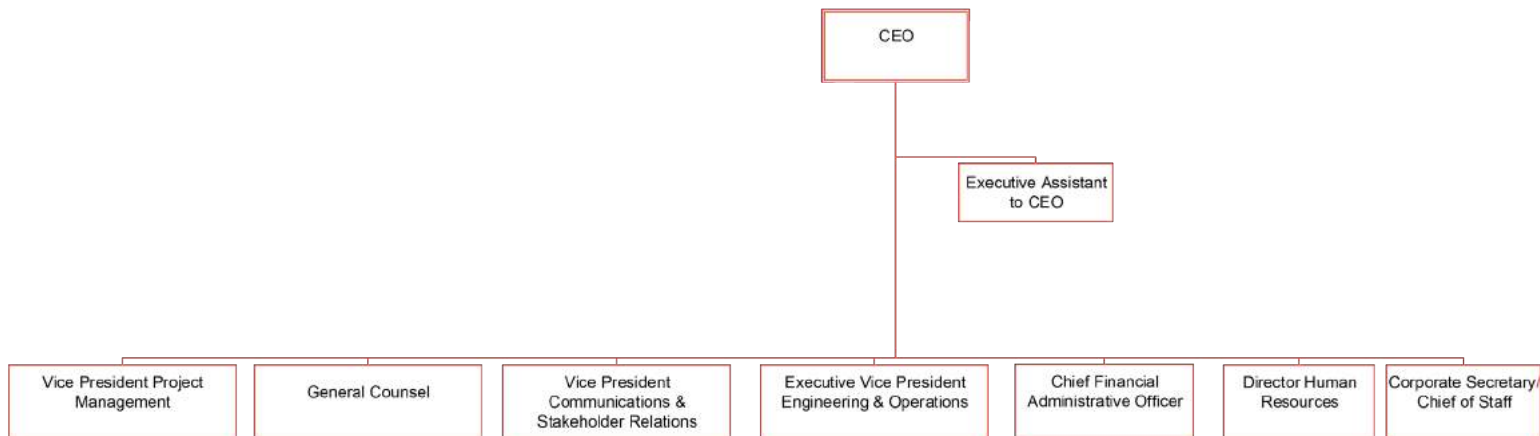 CEO
Executive Assistant
to CEO
Vice President Project
Management
General Counsel
Vice President
Communications &
Stakeholder Relations
Executive Vice President
Engineering & Operations
Chief Financial
Administrative Officer
Director Human
Resources
Corporate Secretary/
Chief of Staff